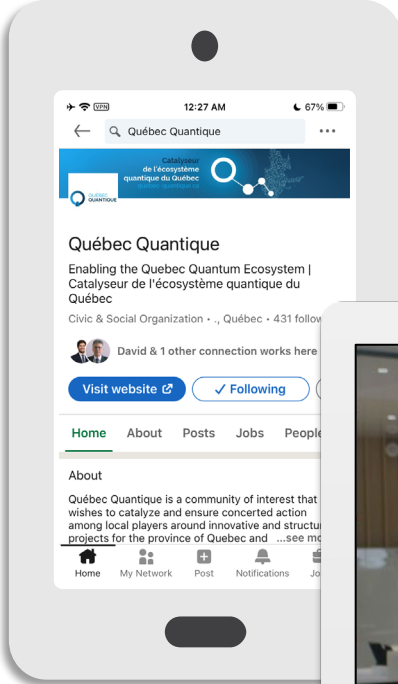 VPN
12:27 AM
67%
Québec Quantique
Catalyseur
de l'écosystème
quantique du Québec
QUÉBEC
QUANTIQUE
Québec Quantique
Enabling the Quebec Quantum Ecosystem |
Catalyseur de l'écosystème quantique du
Québec
Civic & Social Organization • ., Québec • 431 follow
David & 1 other connection works here
Visit website
✓ Following
Home About Posts Jobs People
About
Québec Quantique is a community of interest that
wishes to catalyze and ensure concerted action
among local players around innovative and structu
projects for the province of Quebec and ...see mo
Home My Network Post Notifications Jo